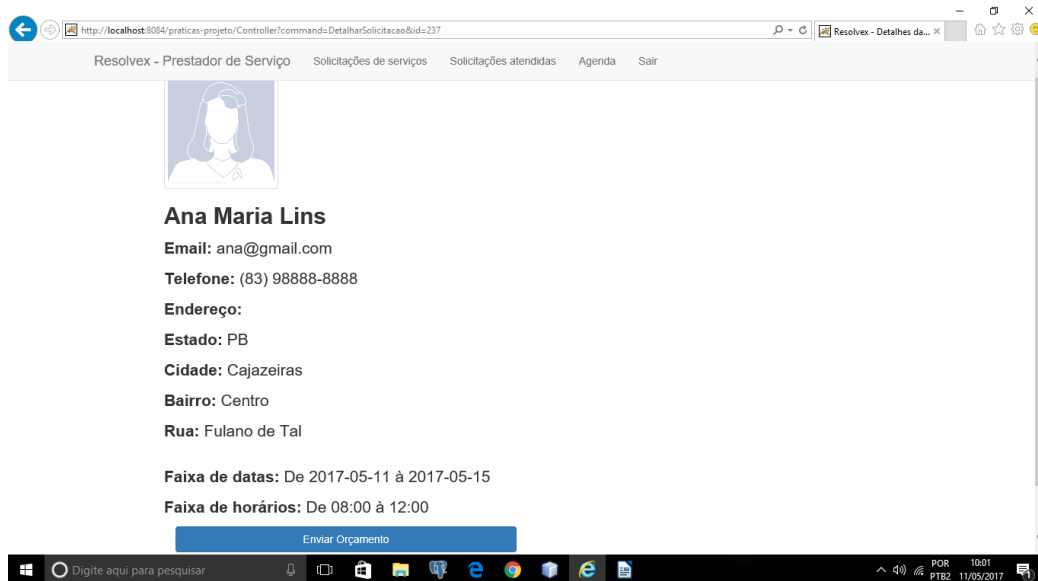 http://localhost:8084/praticas-projeto/Controller?command=DetalharSolicitacao&id=237
Resolvex - Detalhes da...
Resolvex - Prestador de Serviço Solicitações de serviços Solicitações atendidas Agenda Sair
Ana Maria Lins
Email: ana@gmail.com
Telefone: (83) 98888-8888
Endereço:
Estado: PB
Cidade: Cajazeiras
Bairro: Centro
Rua: Fulano de Tal
Faixa de datas: De 2017-05-11 à 2017-05-15
Faixa de horários: De 08:00 à 12:00
Enviar Orçamento
Digite aqui para pesquisar
POR 10:01
PTB2 11/05/2017